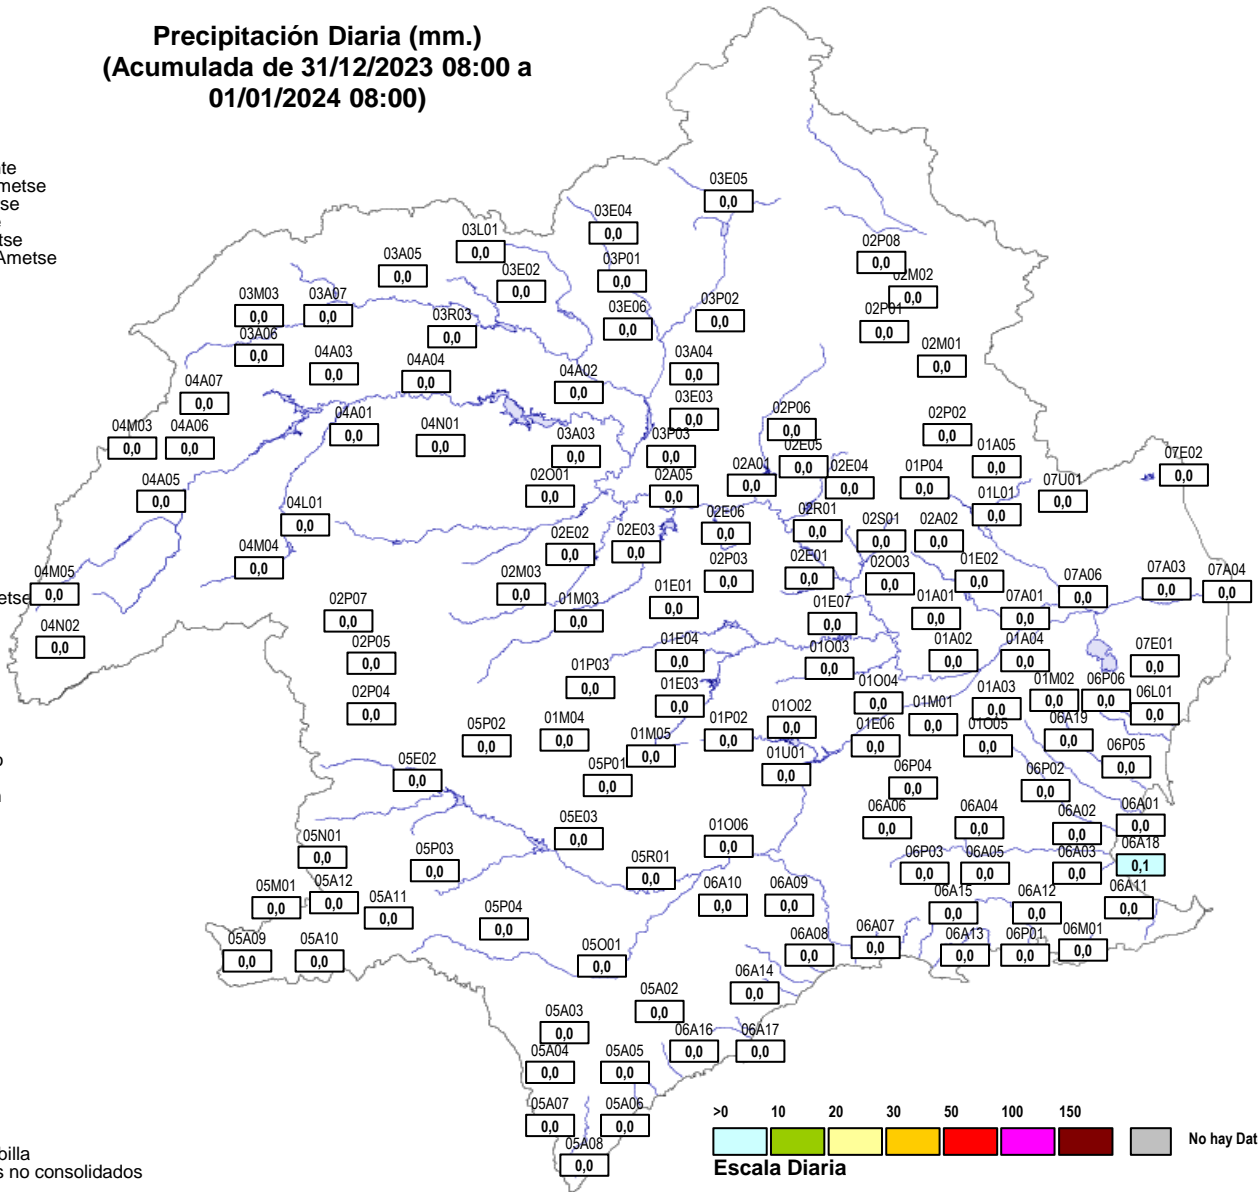 Precipitación Diaria (mm.)
(Acumulada de 31/12/2023 08:00 a
01/01/2024 08:00)
nte
metse
tse
e
tse
Ametse
03E05
0,0
03E04
0,0
03L01
0,0
03A05
0,0
03E02
0,0
03P01
0,0
02P08
0,0
02M02
0,0
03M03
0,0
03A07
0,0
03R03
0,0
03E06
0,0
03P02
0,0
02P01
0,0
03A06
0,0
04A03
0,0
04A04
0,0
04A02
0,0
03A04
0,0
02M01
0,0
04A07
0,0
04A01
0,0
04N01
0,0
03E03
0,0
02P06
0,0
02P02
0,0
04M03
0,0
04A06
0,0
03A03
0,0
03P03
0,0
02E05
0,0
01A05
0,0
07E02
0,0
04A05
0,0
02O01
0,0
02A05
0,0
02A01
0,0
02E04
0,0
01P04
0,0
01L01
0,0
07U01
0,0
04L01
0,0
02E06
0,0
02R01
0,0
02S01
0,0
02A02
0,0
04M04
0,0
02E02
0,0
02E03
0,0
02P03
0,0
02E01
0,0
02O03
0,0
01E02
0,0
04M05
etse
0,0
02M03
0,0
01M03
0,0
01E01
0,0
01E07
0,0
01A01
0,0
07A01
0,0
07A06
0,0
07A03
0,0
07A04
0,0
04N02
0,0
02P07
0,0
02P05
0,0
01E04
0,0
01O03
0,0
01A02
0,0
01A04
0,0
07E01
0,0
02P04
0,0
01P03
0,0
01E03
0,0
01O04
0,0
01A03
0,0
01M02
0,0
06P06
0,0
06L01
0,0
05P02
0,0
01M04
0,0
01M05
0,0
01P02
0,0
01O02
0,0
01E06
0,0
01M01
0,0
01O05
0,0
06A19
0,0
06P05
0,0
o
05E02
0,0
05P01
0,0
01U01
0,0
06P04
0,0
06P02
0,0
05E03
0,0
01O06
0,0
06A06
0,0
06A04
0,0
06A02
0,0
06A01
0,0
05N01
0,0
05P03
0,0
05R01
0,0
06P03
0,0
06A05
0,0
06A03
0,0
06A18
0,1
05M01
0,0
05A12
0,0
05A11
0,0
06A10
0,0
06A09
0,0
06A15
0,0
06A12
0,0
06A11
0,0
05A09
0,0
05A10
0,0
05P04
0,0
05O01
0,0
06A08
0,0
06A07
0,0
06A13
0,0
06P01
0,0
06M01
0,0
05A03
0,0
05A02
0,0
06A14
0,0
05A04
0,0
05A05
0,0
06A16
0,0
06A17
0,0
05A07
0,0
05A06
0,0
05A08
0,0
>0 10 20 30 50 100 150
No hay Dat
Escala Diaria
billa
s no consolidados